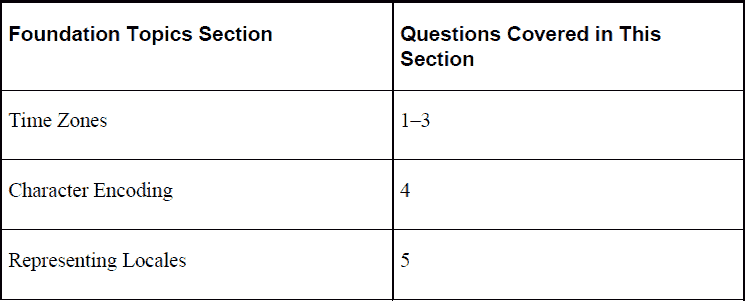 Foundation Topics Section
Questions Covered in This
Section
Time Zones
1–3
Character Encoding
4
Representing Locales
5